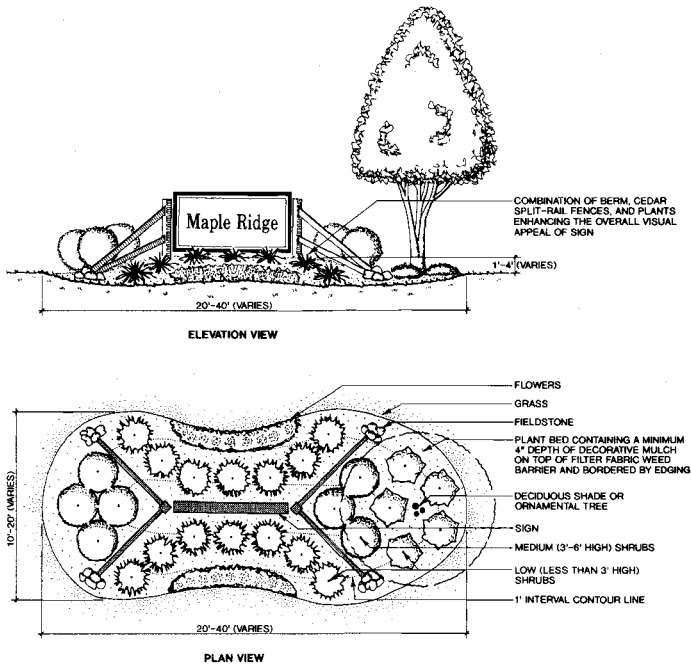 Maple Ridge
COMBINATION OF BERM, CEDAR
SPLIT-RAIL FENCES, AND PLANTS
ENHANCING THE OVERALL VISUAL
APPEAL OF SIGN
1'-4' (VARIES)
20'-40' (VARIES)
ELEVATION VIEW
FLOWERS
GRASS
FIELDSTONE
PLANT BED CONTAINING A MINIMUM
4" DEPTH OF DECORATIVE MULCH
ON TOP OF FILTER FABRIC WEED
BARRIER AND BORDERED BY EDGING
DECIDUOUS SHADE OR
ORNAMENTAL TREE
SIGN
MEDIUM (3'-6' HIGH) SHRUBS
LOW (LESS THAN 3' HIGH)
SHRUBS
1' INTERVAL CONTOUR LINE
10'-20' (VARIES)
20'-40' (VARIES)
PLAN VIEW